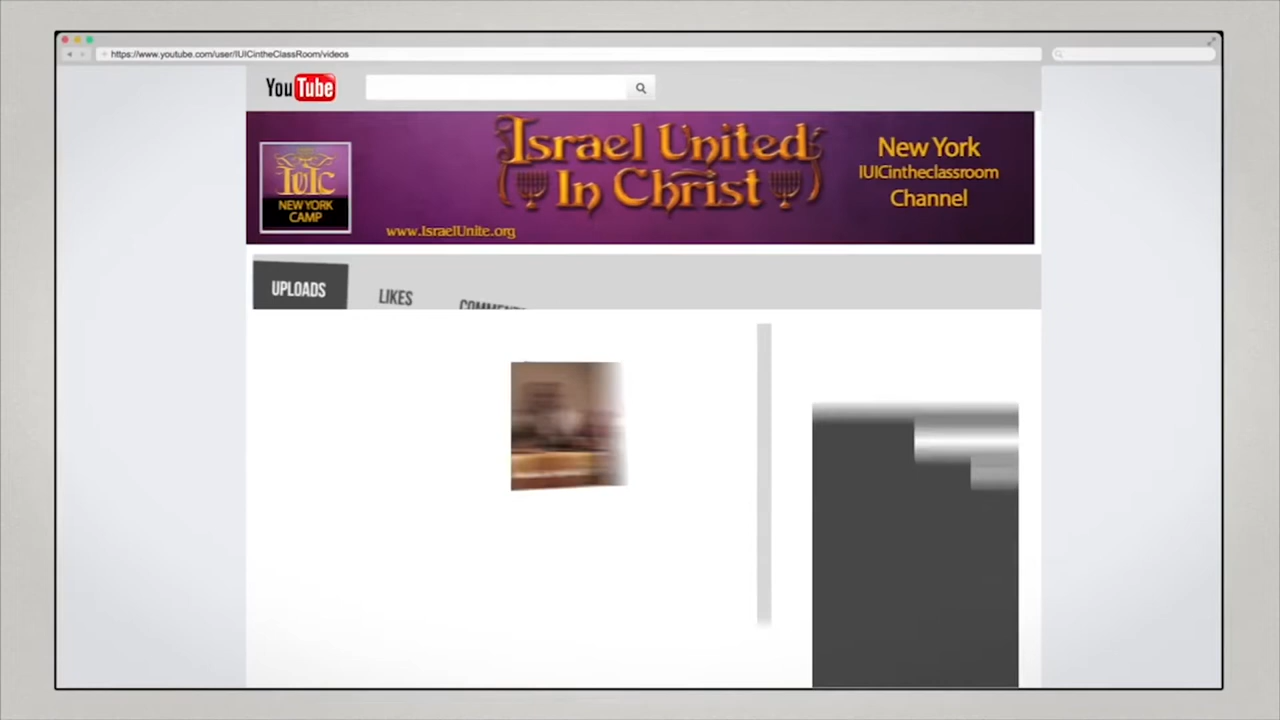 https://www.youtube.com/user/IUICintheClassRoom/videos
YouTube
Israel United
In Christ
New York
IUICintheclassroom
Channel
IUIC
NEW YORK
CAMP
www.IsraelUnite.org
UPLOADS
LIKES